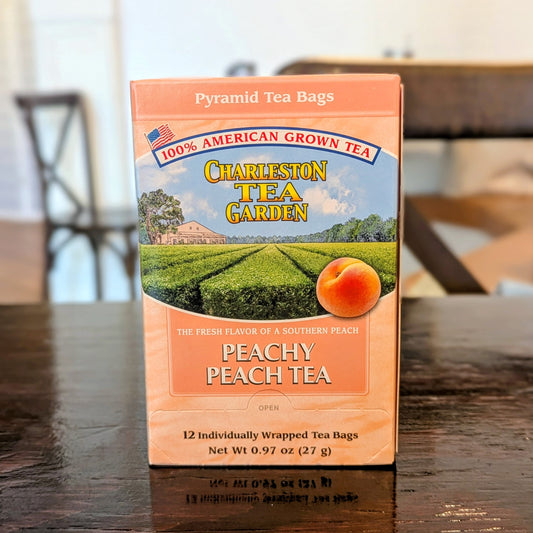 Pyramid Tea Bags
100% AMERICAN GROWN TEA
CHARLESTON
TEA
GARDEN
THE FRESH FLAVOR OF A SOUTHERN PEACH
PEACHY
PEACH TEA
OPEN
12 Individually Wrapped Tea Bags
Net Wt 0.97 oz (27 g)